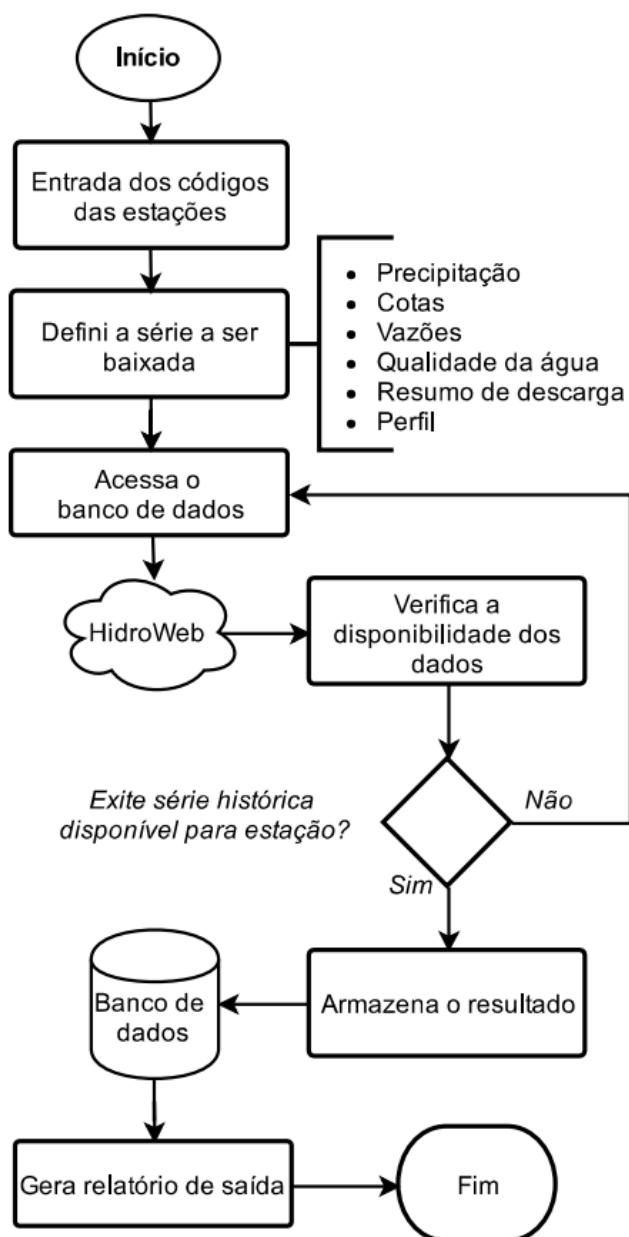 Início
Entrada dos códigos
das estações
Defini a série a ser
baixada
• Precipitação
• Cotas
• Vazões
• Qualidade da água
• Resumo de descarga
• Perfil
Acessa o
banco de dados
HidroWeb
Verifica a
disponibilidade dos
dados
Exite série histórica
disponível para estação?
Não
Sim
Armazena o resultado
Banco de
dados
Gera relatório de saída
Fim